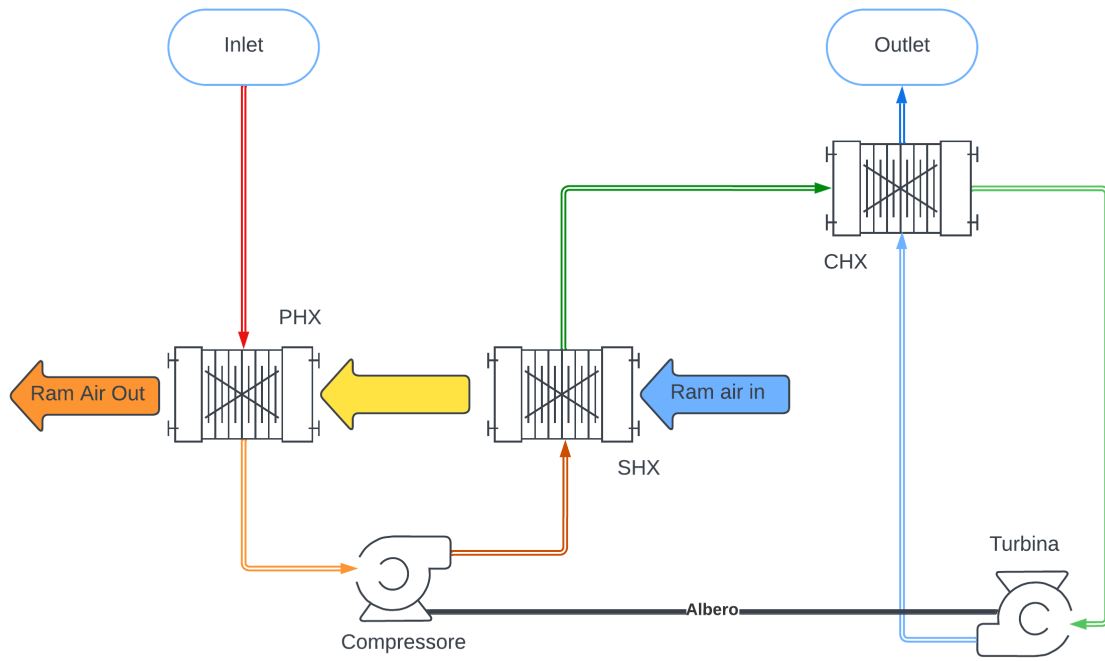 Inlet
Outlet
CHX
PHX
Ram Air Out
Ram air in
SHX
Turbina
Albero
Compressore